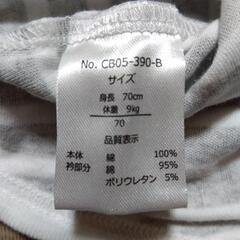 No. CB05-390-B
サイズ
身長 70cm
体重 9kg
70
品質表示
本体 綿 100%
衿部分 綿 95%
ポリウレタン 5%